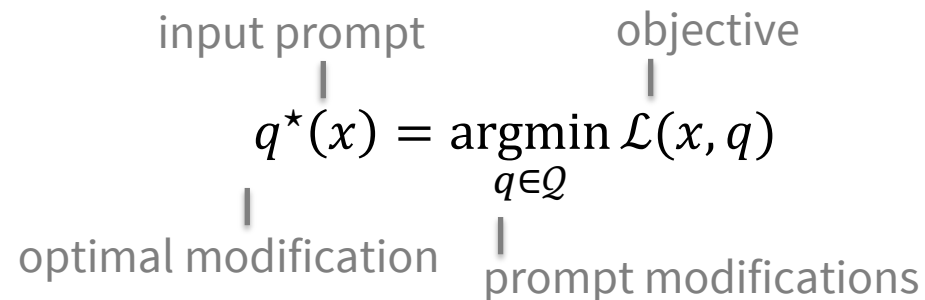 input prompt
objective
q⋆(x) = argmin ℒ(x, q)
q∈𝒬
optimal modification
prompt modifications